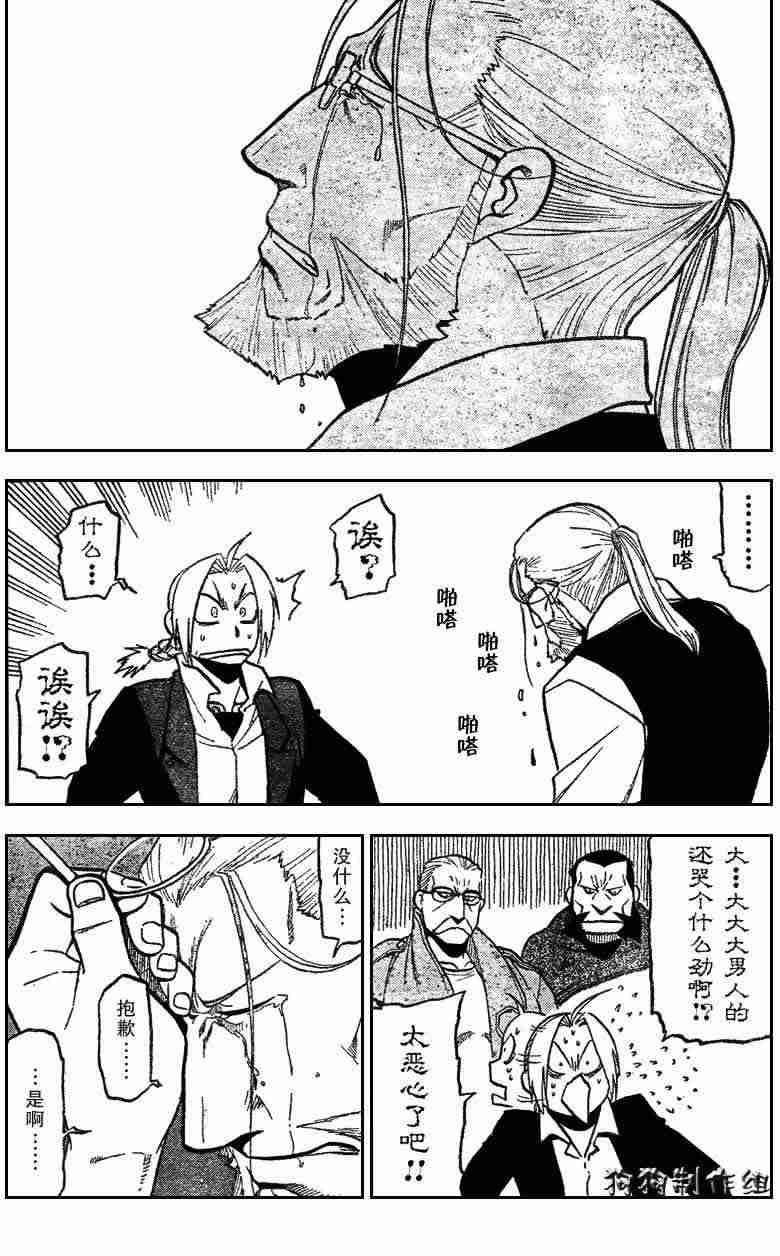 ………
啪嗒
啪嗒
啪嗒
啪嗒
诶?
什么…
诶诶!?
大…大大大男人的
还哭个什么劲啊!?
太恶心了吧!!
没什么…
抱歉……
…是啊……
狗狗制作组